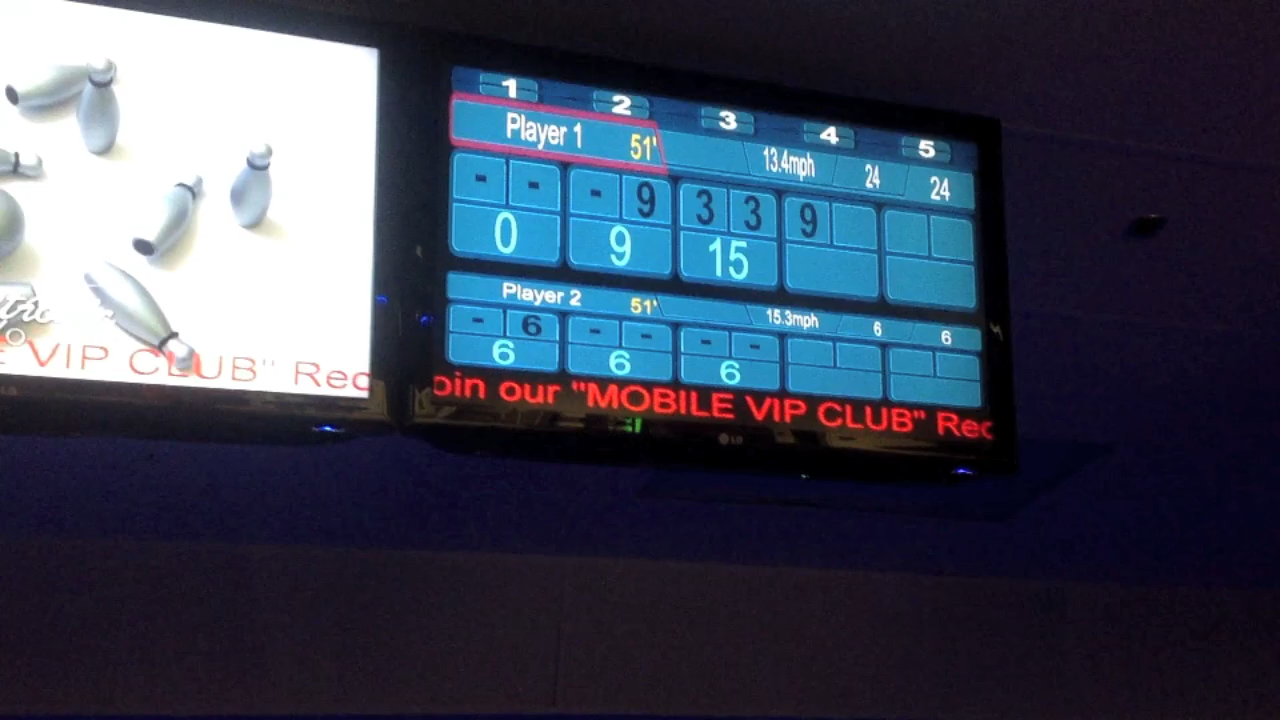 1 2 3 4 5
Player 1 51' 13.4mph 24 24
- - - 9 3 3 9
0 9 15
Player 2 51' 15.3mph 6 6
- 6 - - - -
6 6 6
oin our "MOBILE VIP CLUB" Rec
E VIP CLUB" Rec
LG